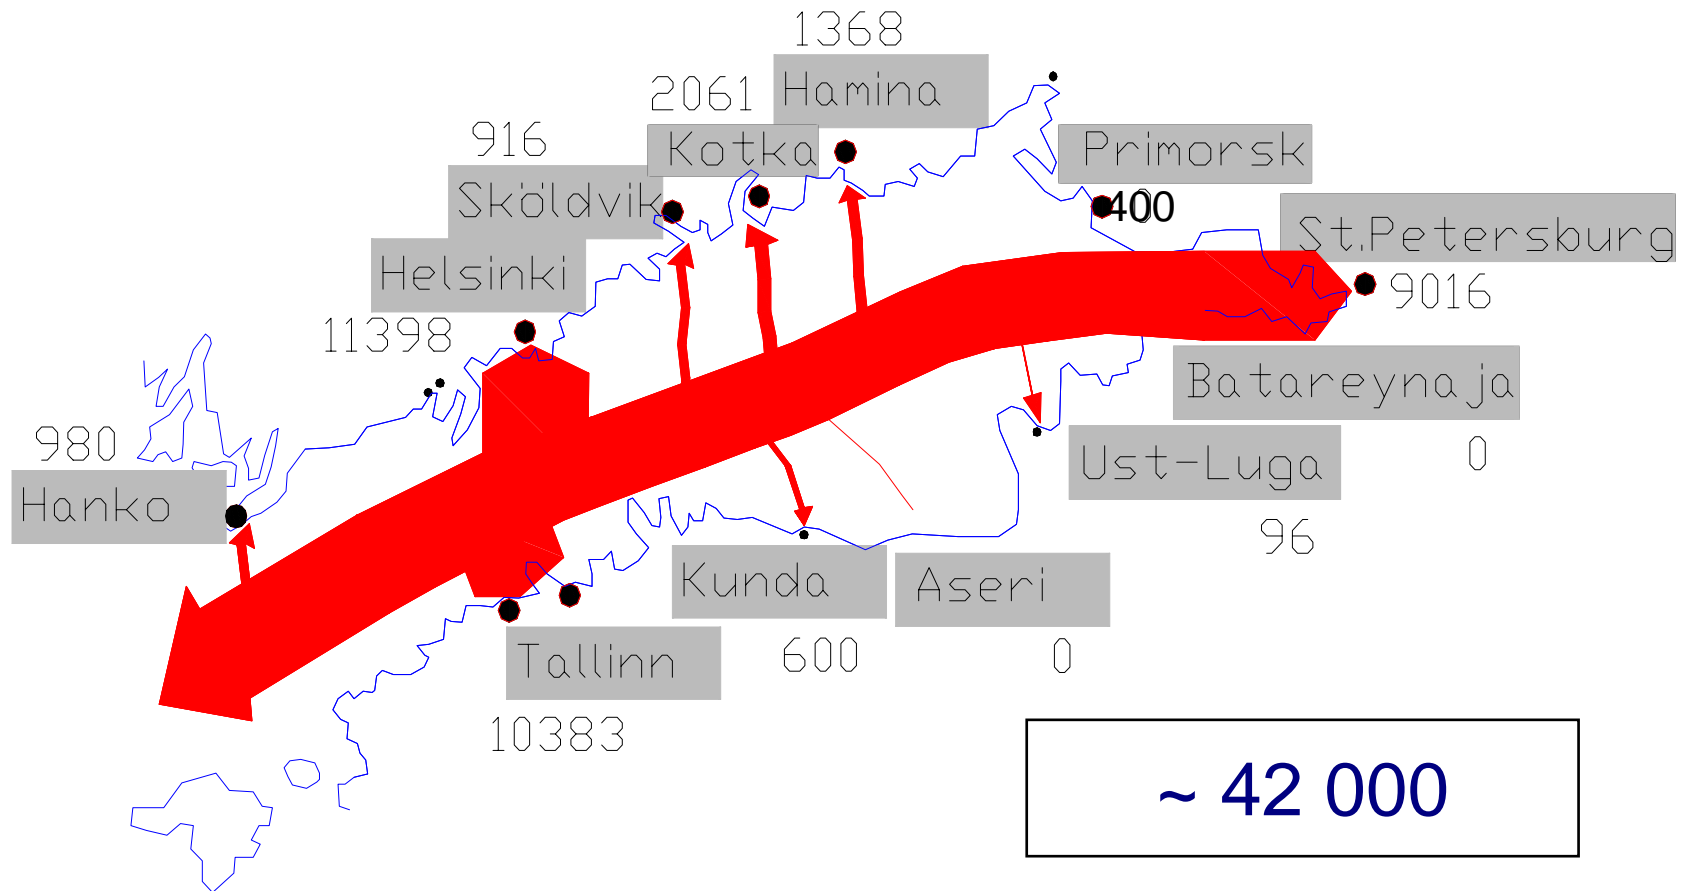 1368
Hamina
2061
Kotka
916
Sköldvik
Primorsk
400
St.Petersburg
9016
Helsinki
11398
Batareynaja
0
980
Hanko
Ust-Luga
96
Kunda
600
Aseri
0
Tallinn
10383
~ 42 000